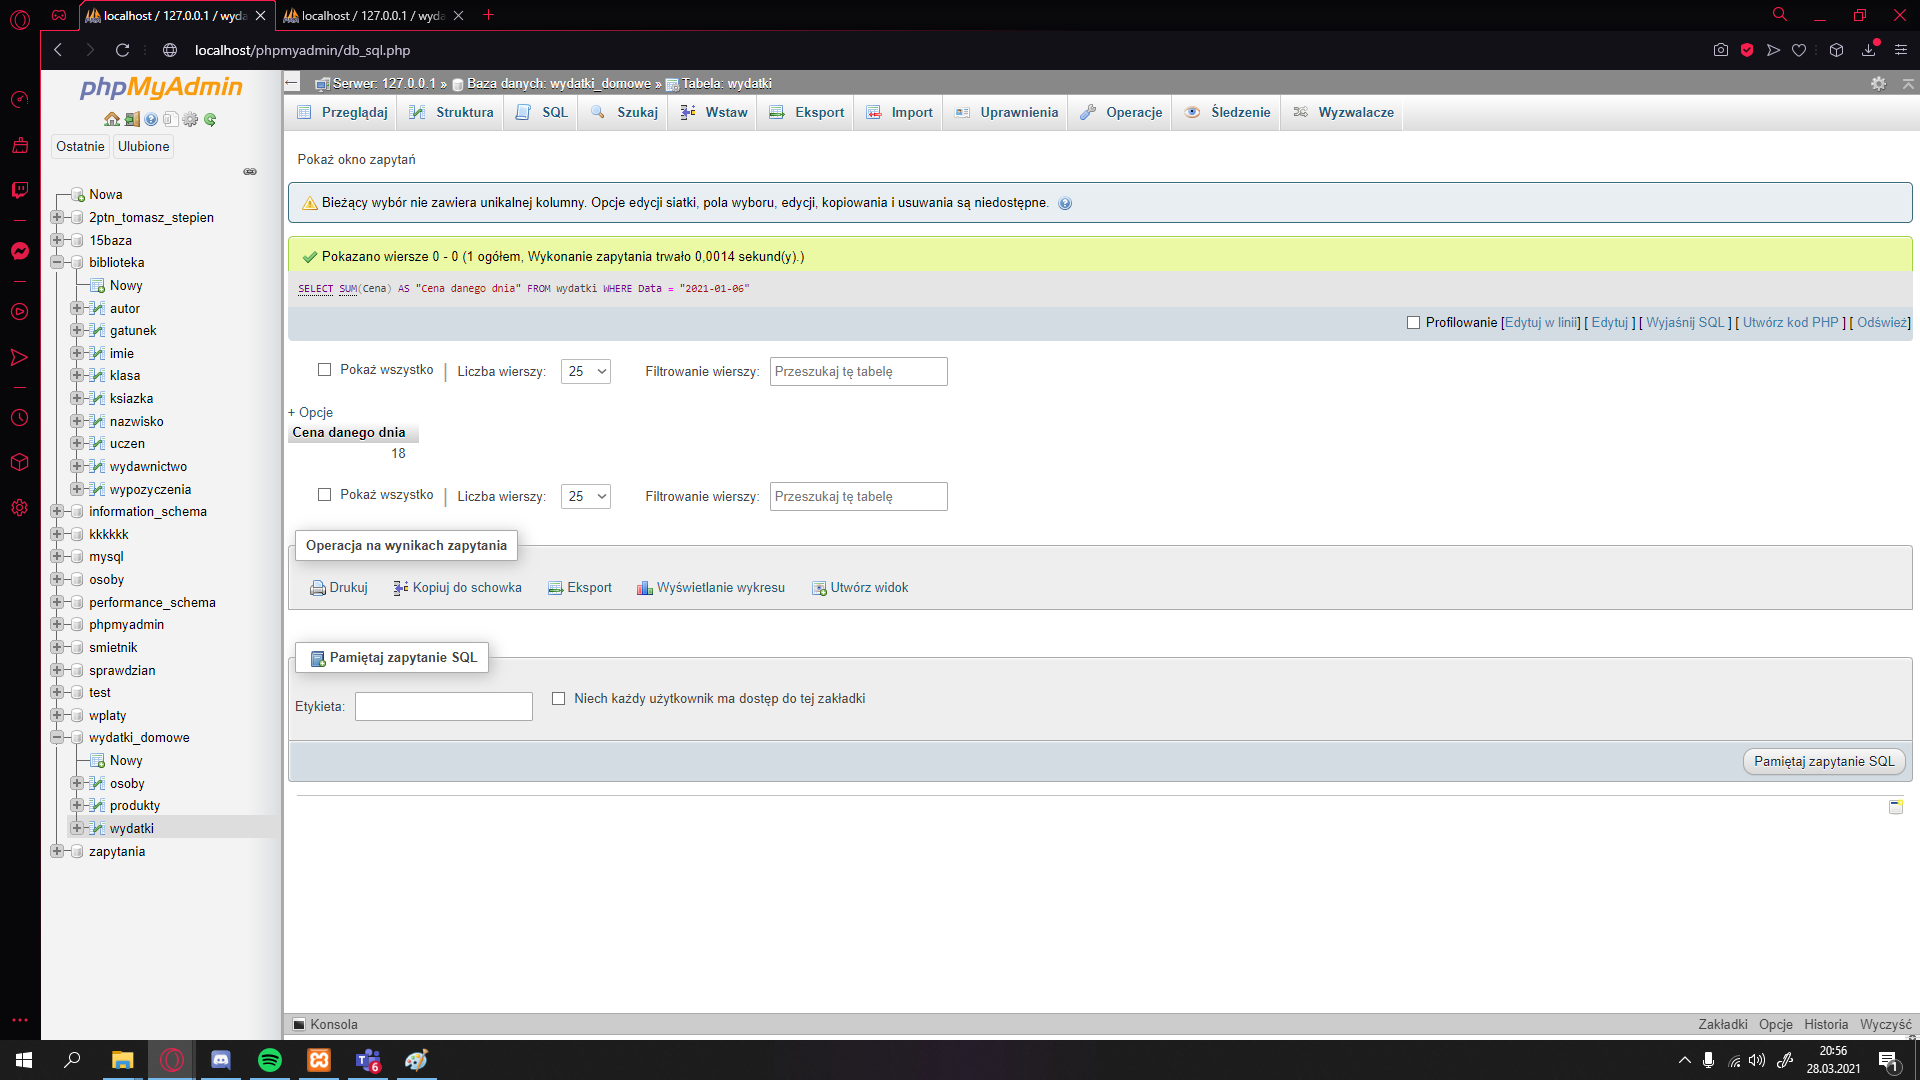 localhost / 127.0.0.1 / wyda
localhost / 127.0.0.1 / wyda
localhost/phpmyadmin/db_sql.php
phpMyAdmin
Ostatnie
Ulubione
Nowa
2ptn_tomasz_stepien
15baza
biblioteka
Nowy
autor
gatunek
imie
klasa
ksiazka
nazwisko
uczen
wydawnictwo
wypozyczenia
information_schema
kkkkkk
mysql
osoby
performance_schema
phpmyadmin
smietnik
sprawdzian
test
wplaty
wydatki_domowe
Nowy
osoby
produkty
wydatki
zapytania
Serwer: 127.0.0.1 » Baza danych: wydatki_domowe » Tabela: wydatki
Przeglądaj Struktura SQL Szukaj Wstaw Eksport Import Uprawnienia Operacje Śledzenie Wyzwalacze
Pokaż okno zapytań
Bieżący wybór nie zawiera unikalnej kolumny. Opcje edycji siatki, pola wyboru, edycji, kopiowania i usuwania są niedostępne.
Pokazano wiersze 0 - 0 (1 ogółem, Wykonanie zapytania trwało 0,0014 sekund(y).)
SELECT SUM(Cena) AS "Cena danego dnia" FROM wydatki WHERE Data = "2021-01-06"
Profilowanie [Edytuj w linii] [ Edytuj ] [ Wyjaśnij SQL ] [ Utwórz kod PHP ] [ Odśwież]
Pokaż wszystko | Liczba wierszy: 25 Filtrowanie wierszy: Przeszukaj tę tabelę
+ Opcje
Cena danego dnia
18
Pokaż wszystko | Liczba wierszy: 25 Filtrowanie wierszy: Przeszukaj tę tabelę
Operacja na wynikach zapytania
Drukuj Kopiuj do schowka Eksport Wyświetlanie wykresu Utwórz widok
Pamiętaj zapytanie SQL
Etykieta: Niech każdy użytkownik ma dostęp do tej zakładki
Pamiętaj zapytanie SQL
Konsola
Zakładki Opcje Historia Wyczyść
6
20:56
28.03.2021
1